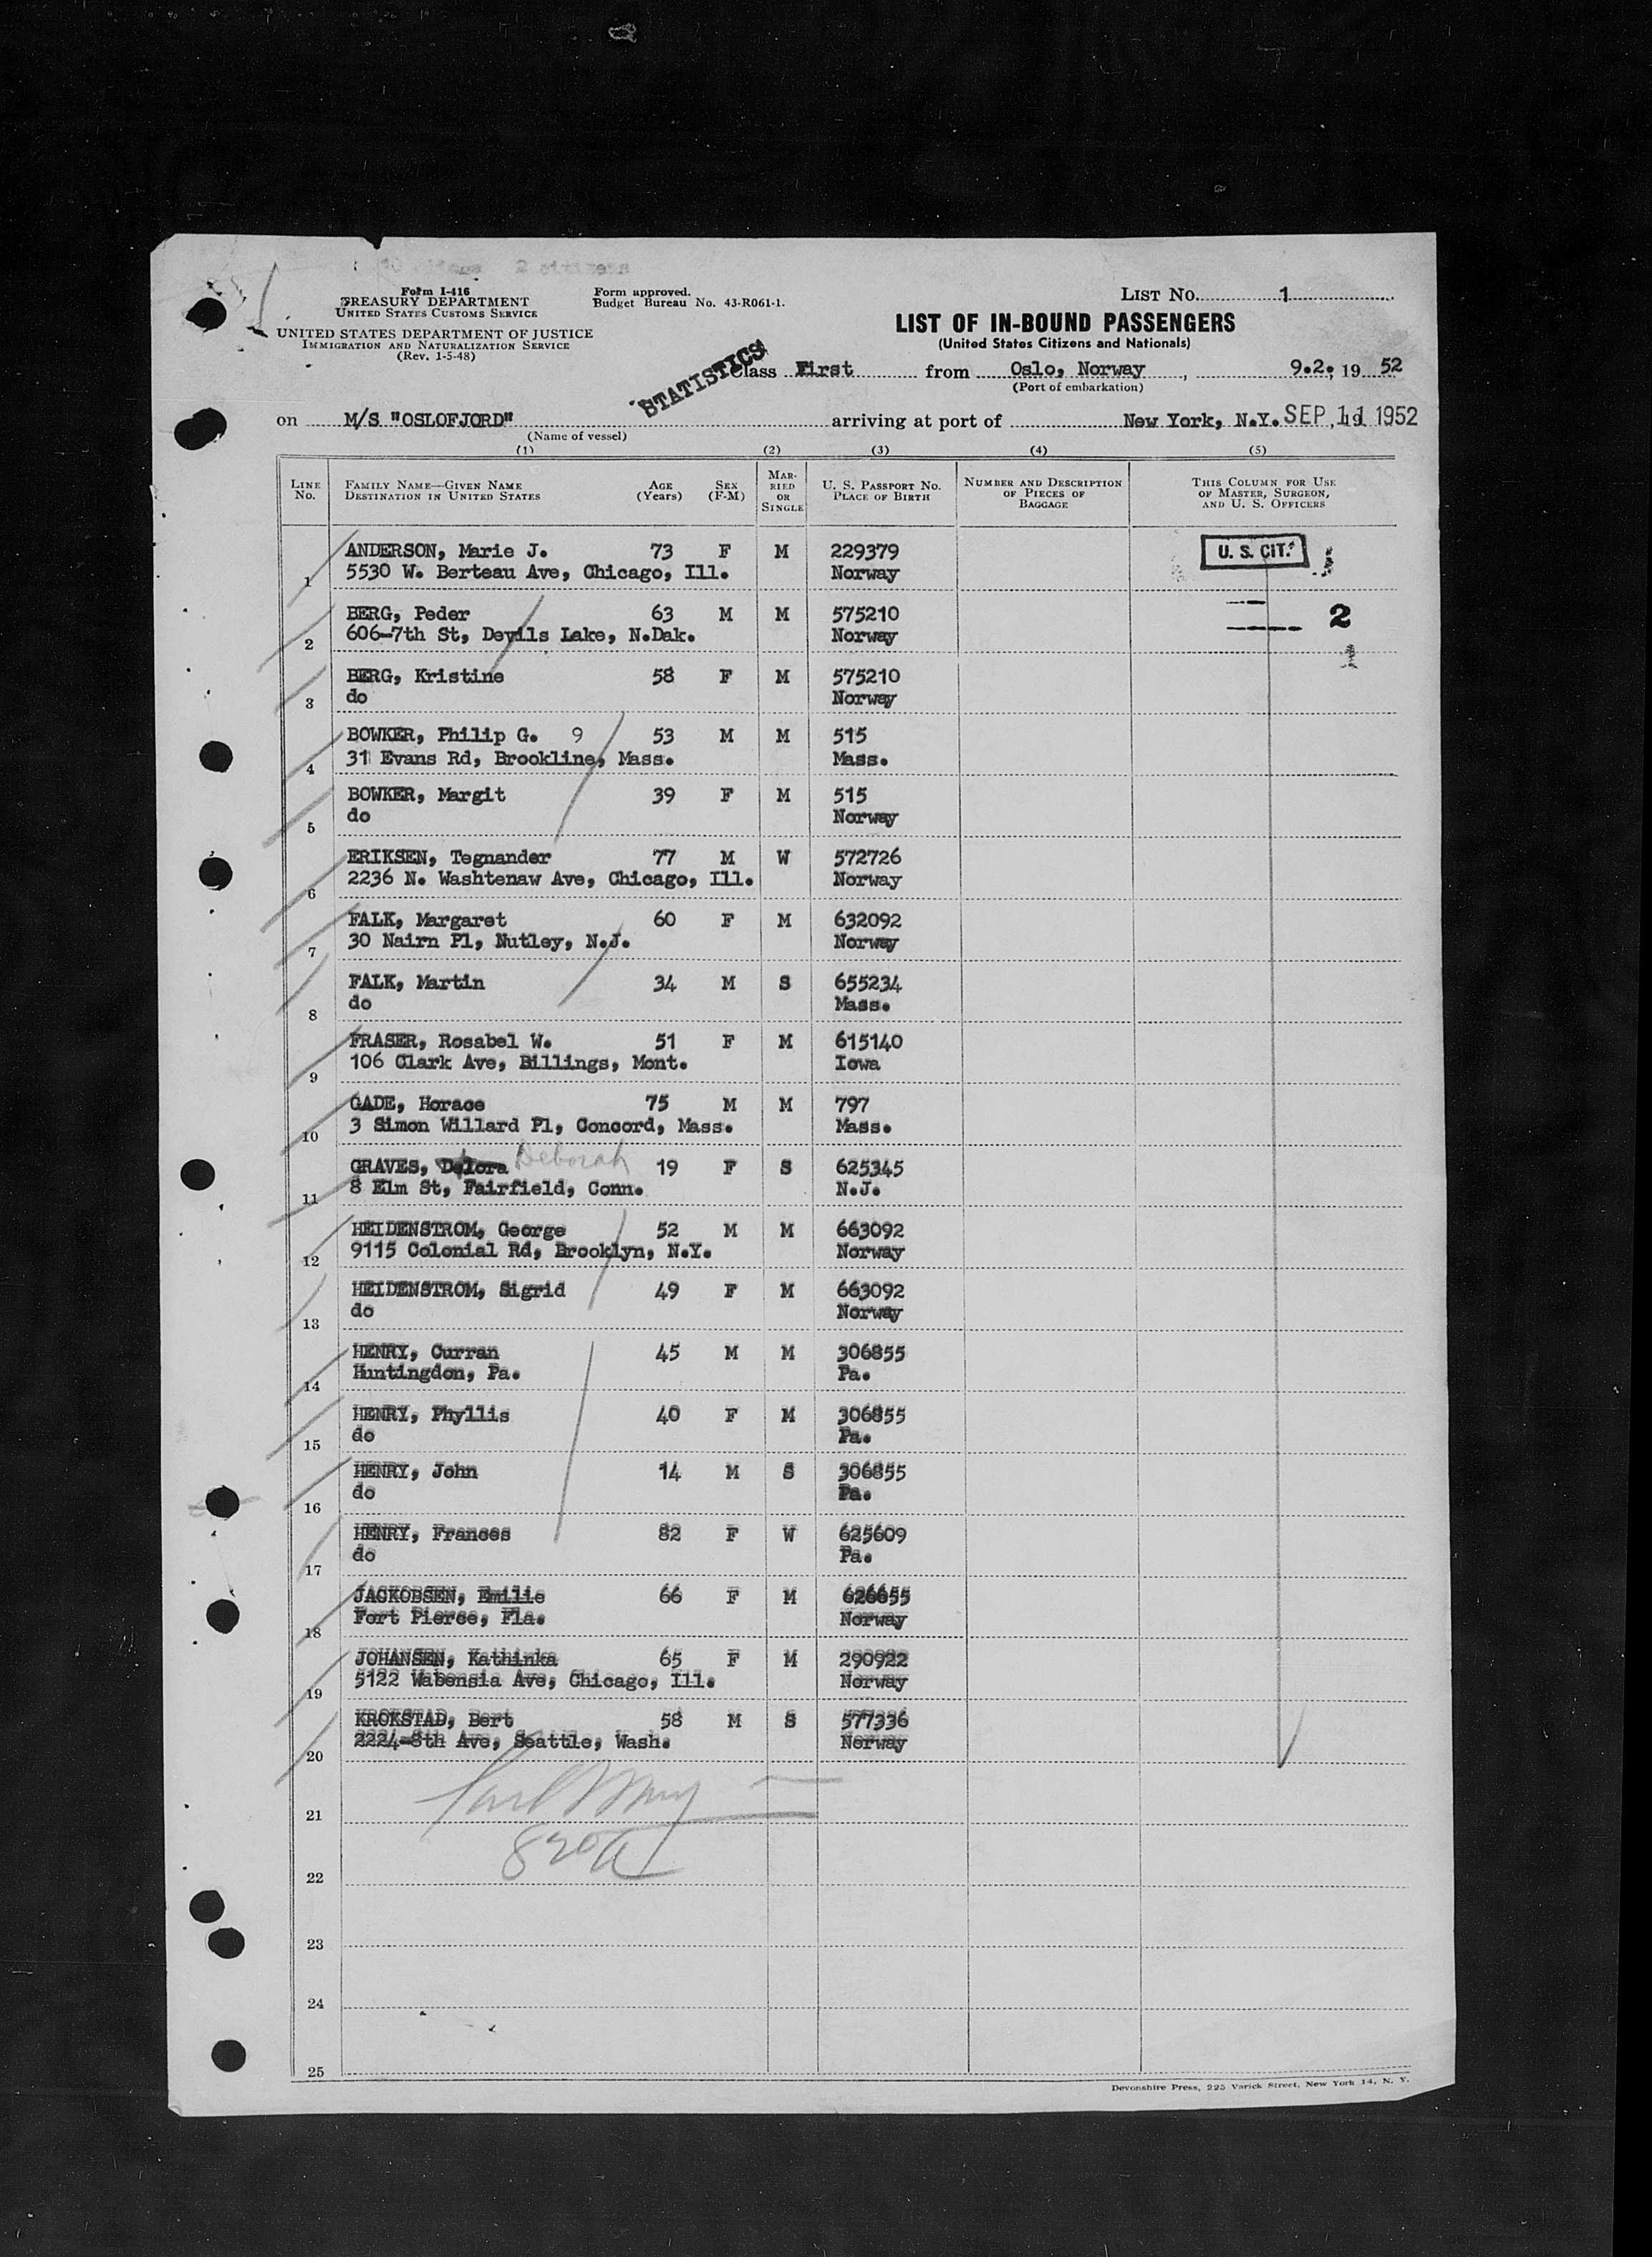 Form I-416
TREASURY DEPARTMENT
UNITED STATES CUSTOMS SERVICE
UNITED STATES DEPARTMENT OF JUSTICE
IMMIGRATION AND NATURALIZATION SERVICE
(Rev. 1-5-48)
Form approved.
Budget Bureau No. 43-R061-1.
LIST No. 1
LIST OF IN-BOUND PASSENGERS
(United States Citizens and Nationals)
STATISTICS
Class First from Oslo, Norway, 9.2., 19 52
(Port of embarkation)
on M/S "OSLOFJORD" arriving at port of New York, N.Y. SEP 11 1952, 19
(Name of vessel)
(1) (2) (3) (4) (5)
LINE No. FAMILY NAME—GIVEN NAME DESTINATION IN UNITED STATES AGE (Years) SEX (F-M) MARRIED OR SINGLE U. S. PASSPORT NO. PLACE OF BIRTH NUMBER AND DESCRIPTION OF PIECES OF BAGGAGE THIS COLUMN FOR USE OF MASTER, SURGEON, AND U. S. OFFICERS
ANDERSON, Marie J. 73 F M 229379 U. S. CIT.
1 5530 W. Berteau Ave, Chicago, Ill. Norway
BERG, Peder 63 M M 575210 2
2 606-7th St, Devils Lake, N.Dak. Norway
BERG, Kristine 58 F M 575210
3 do Norway
BOWKER, Philip G. 9 53 M M 515
4 31 Evans Rd, Brookline, Mass. Mass.
BOWKER, Margit 39 F M 515
5 do Norway
ERIKSEN, Tegnander 77 M W 572726
6 2236 N. Washtenaw Ave, Chicago, Ill. Norway
FALK, Margaret 60 F M 632092
7 30 Nairn Pl, Nutley, N.J. Norway
FALK, Martin 34 M S 655234
8 do Mass.
FRASER, Rosabel W. 51 F M 615140
9 106 Clark Ave, Billings, Mont. Iowa
GADE, Horace 75 M M 797
10 3 Simon Willard Pl, Concord, Mass. Mass.
GRAVES, Delora Deborah 19 F S 625345
11 8 Elm St, Fairfield, Conn. N.J.
HEIDENSTROM, George 52 M M 663092
12 9115 Colonial Rd, Brooklyn, N.Y. Norway
HEIDENSTROM, Sigrid 49 F M 663092
13 do Norway
HENRY, Curran 45 M M 306855
14 Huntingdon, Pa. Pa.
HENRY, Phyllis 40 F M 306855
15 do Pa.
HENRY, John 14 M S 306855
16 do Pa.
HENRY, Frances 82 F W 625609
17 do Pa.
JACKOBSEN, Emilie 66 F M 626655
18 Fort Pierce, Fla. Norway
JOHANSEN, Kathinka 65 F M 290922
19 5122 Wabensia Ave, Chicago, Ill. Norway
KROKSTAD, Bert 58 M S 577336
20 2224-8th Ave, Seattle, Wash. Norway
21
22
23
24
25
Devonshire Press, 225 Varick Street, New York 14, N. Y.